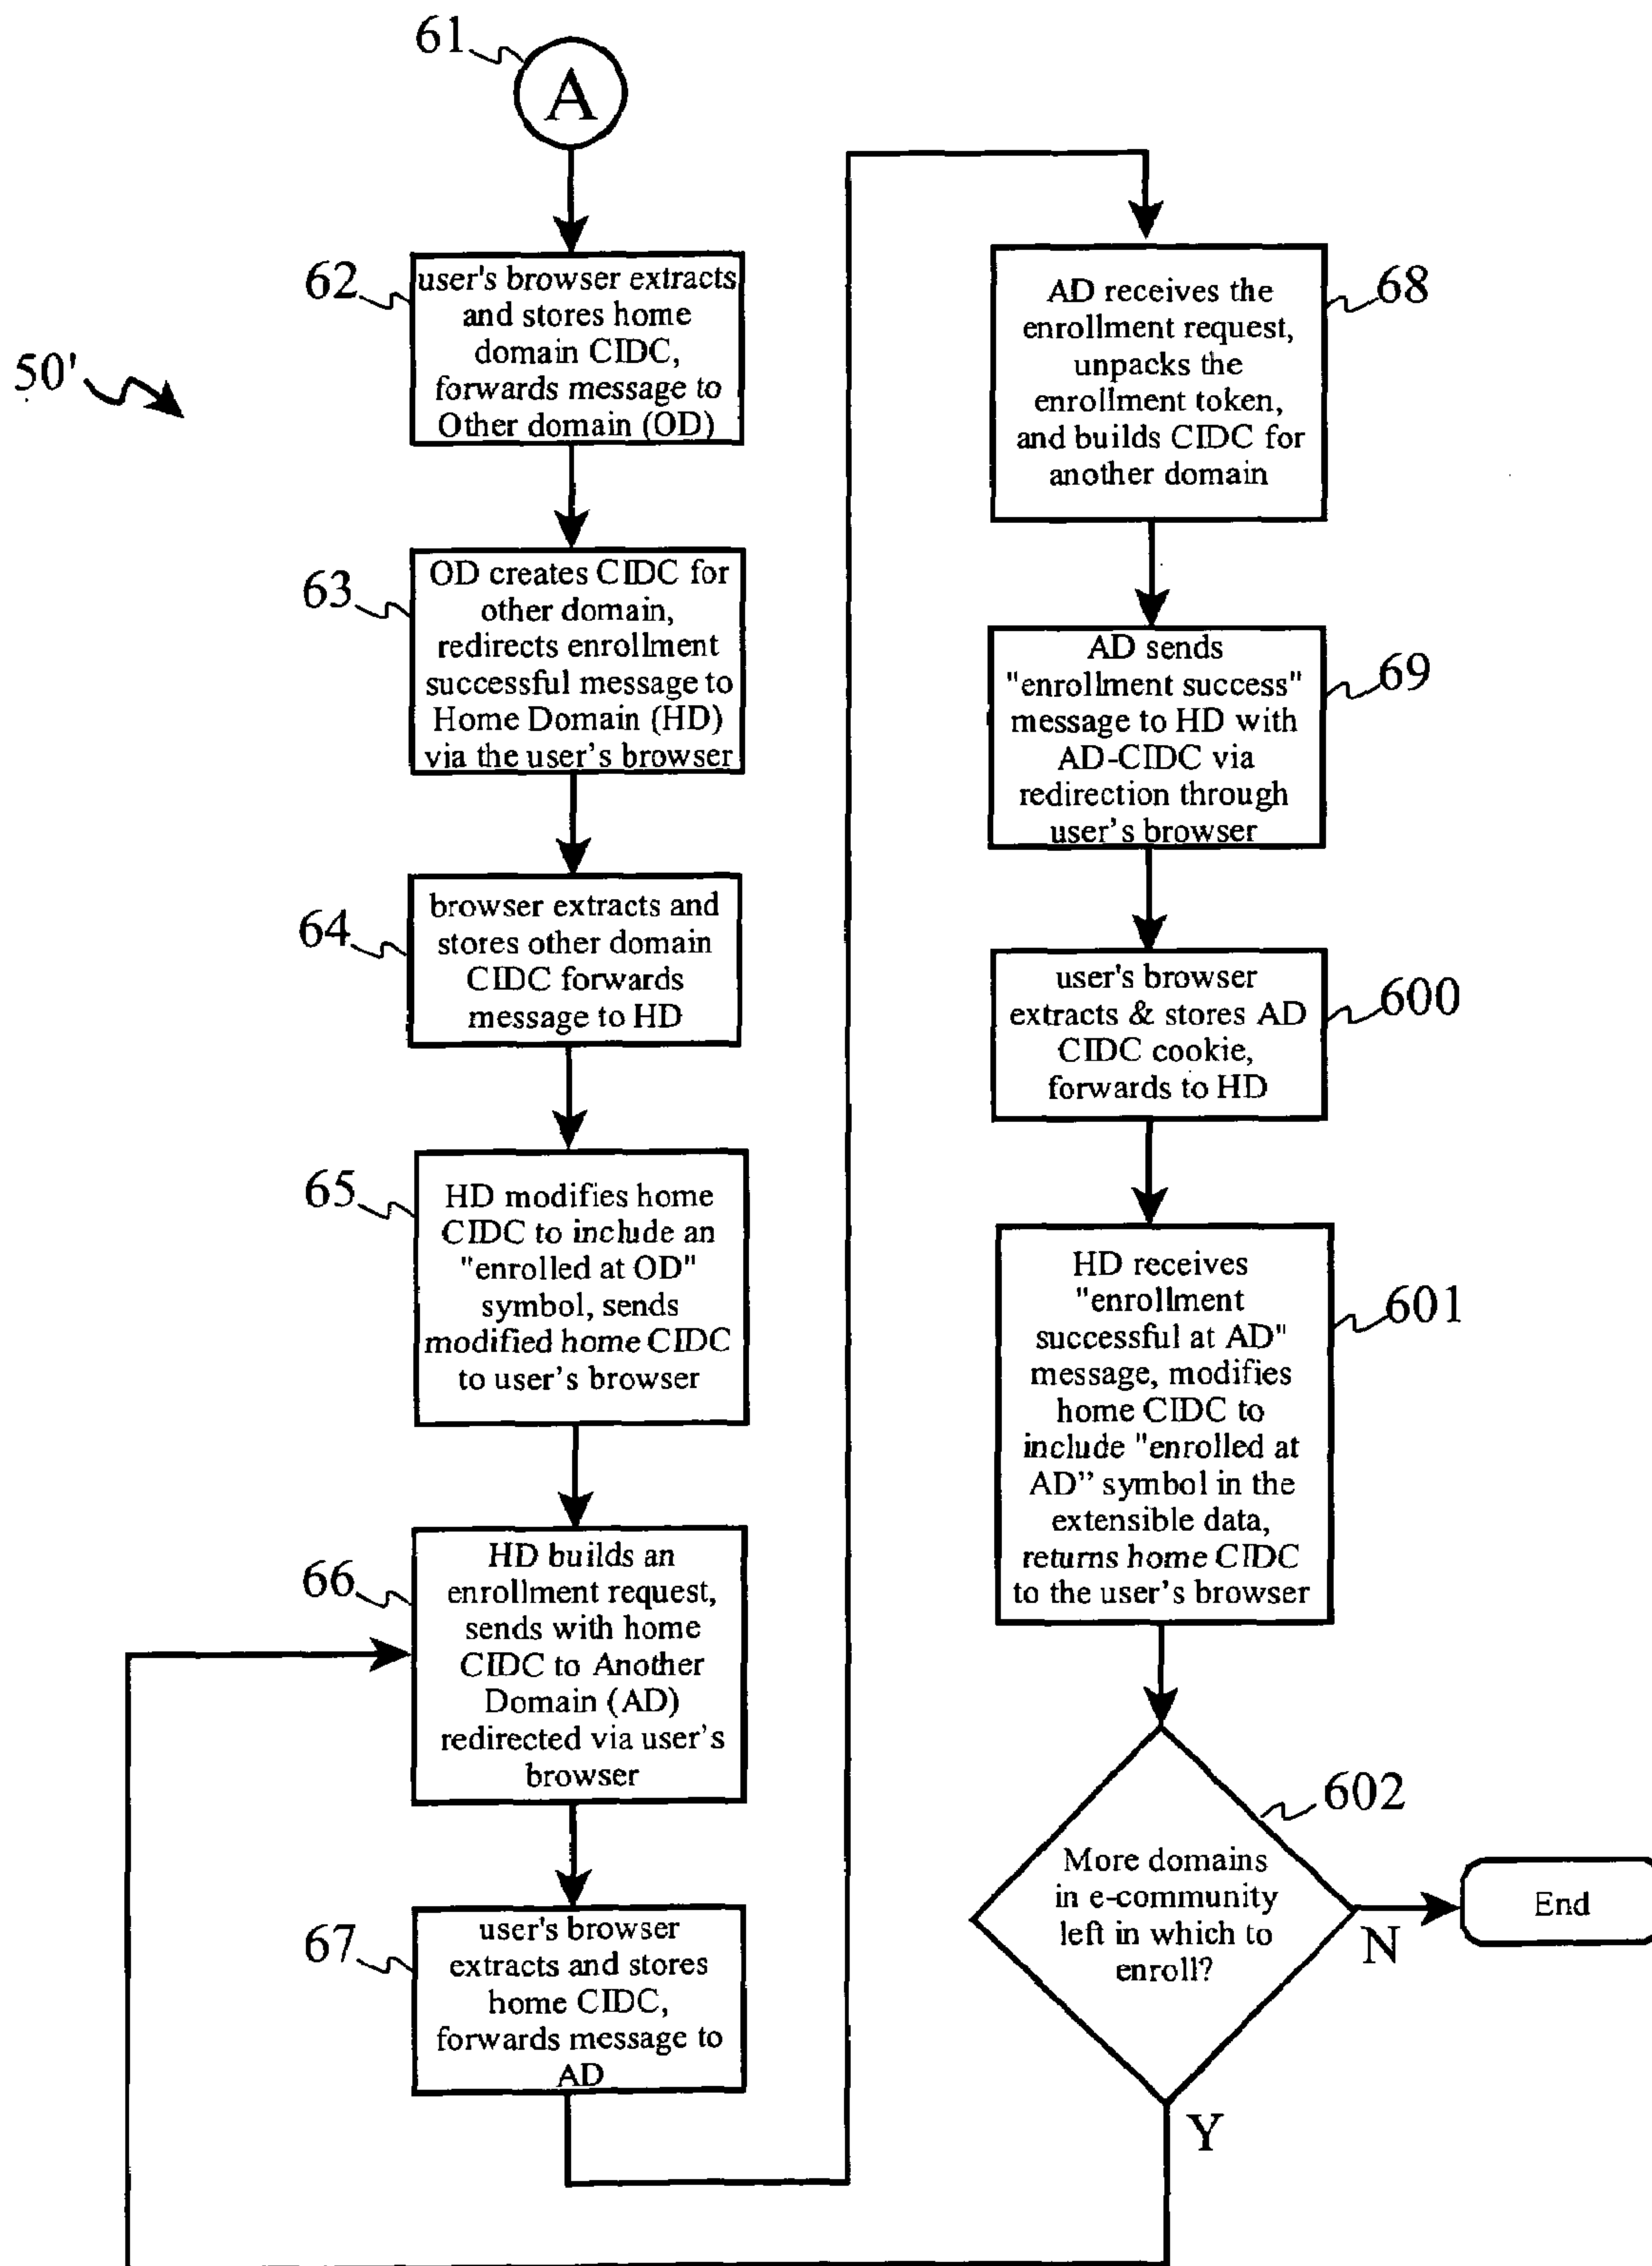 61
A
50'
62
user's browser extracts
and stores home
domain CIDC,
forwards message to
Other domain (OD)
63
OD creates CIDC for
other domain,
redirects enrollment
successful message to
Home Domain (HD)
via the user's browser
64
browser extracts and
stores other domain
CIDC forwards
message to HD
65
HD modifies home
CIDC to include an
"enrolled at OD"
symbol, sends
modified home CIDC
to user's browser
66
HD builds an
enrollment request,
sends with home
CIDC to Another
Domain (AD)
redirected via user's
browser
67
user's browser
extracts and stores
home CIDC,
forwards message to
AD
68
AD receives the
enrollment request,
unpacks the
enrollment token,
and builds CIDC for
another domain
69
AD sends
"enrollment success"
message to HD with
AD-CIDC via
redirection through
user's browser
600
user's browser
extracts & stores AD
CIDC cookie,
forwards to HD
601
HD receives
"enrollment
successful at AD"
message, modifies
home CIDC to
include "enrolled at
AD" symbol in the
extensible data,
returns home CIDC
to the user's browser
602
More domains
in e-community
left in which to
enroll?
N
End
Y